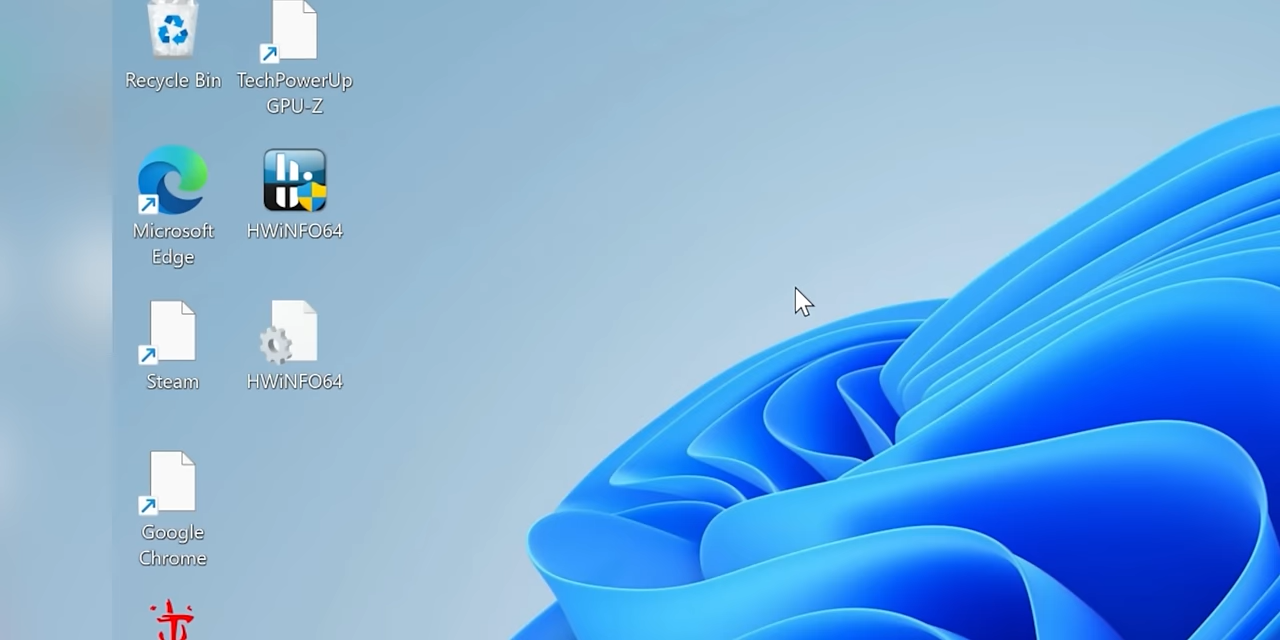 Recycle Bin
TechPowerUp
GPU-Z
Microsoft
Edge
HWiNFO64
Steam
HWiNFO64
Google
Chrome